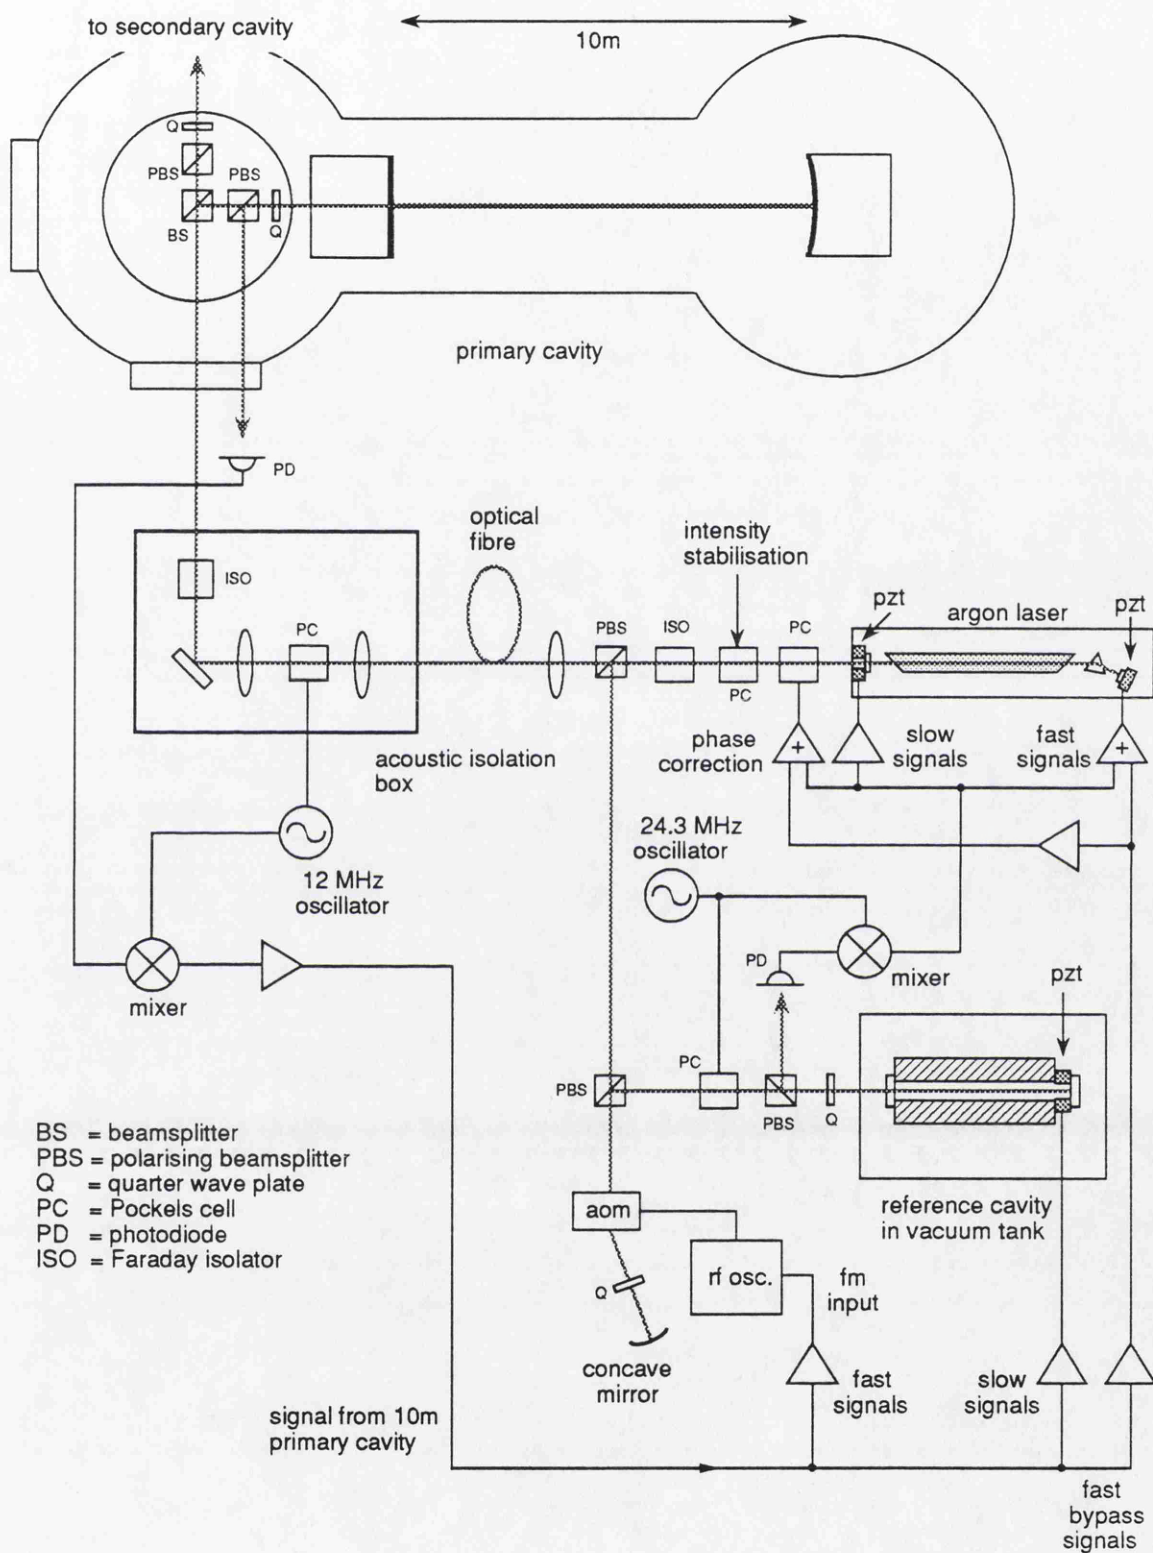 to secondary cavity
10m
Q
PBS
PBS
BS
Q
primary cavity
PD
optical
fibre
intensity
stabilisation
ISO
PC
PBS
ISO
PC
PC
pzt
argon laser
pzt
acoustic isolation
box
phase
correction
slow
signals
fast
signals
12 MHz
oscillator
24.3 MHz
oscillator
mixer
PD
mixer
pzt
PBS
PC
PBS
Q
BS = beamsplitter
PBS = polarising beamsplitter
Q = quarter wave plate
PC = Pockels cell
PD = photodiode
ISO = Faraday isolator
aom
reference cavity
in vacuum tank
rf osc.
fm
input
Q
concave
mirror
fast
signals
slow
signals
signal from 10m
primary cavity
fast
bypass
signals
+
+